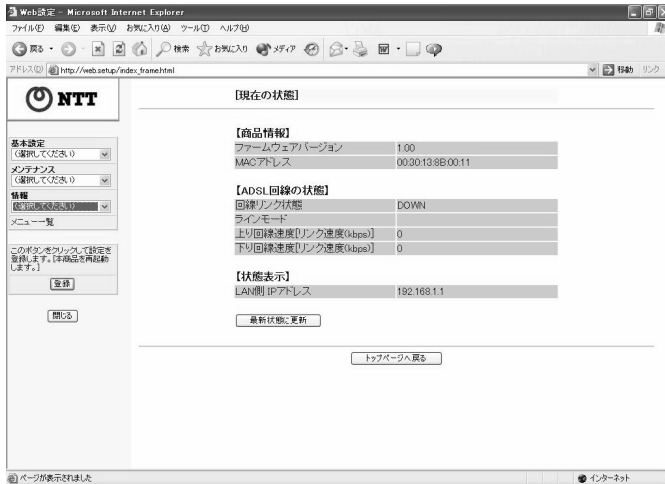 Web設定 - Microsoft Internet Explorer
ファイル(F) 編集(E) 表示(V) お気に入り(A) ツール(T) ヘルプ(H)
戻る 検索 お気に入り メディア
アドレス(D) http://web.setup/index_frame.html 移動 リンク
NTT
基本設定
(選択してください)
メンテナンス
(選択してください)
情報
(選択してください)
メニュー一覧
このボタンをクリックして設定を
登録します。[本商品を再起動
します。]
登録
閉じる
[現在の状態]
【商品情報】
ファームウェアバージョン 1.00
MACアドレス 00:30:13:8B:00:11
【ADSL回線の状態】
回線リンク状態 DOWN
ラインモード
上り回線速度[リンク速度(kbps)] 0
下り回線速度[リンク速度(kbps)] 0
【状態表示】
LAN側 IPアドレス 192.168.1.1
最新状態に更新
トップページへ戻る
ページが表示されました インターネット